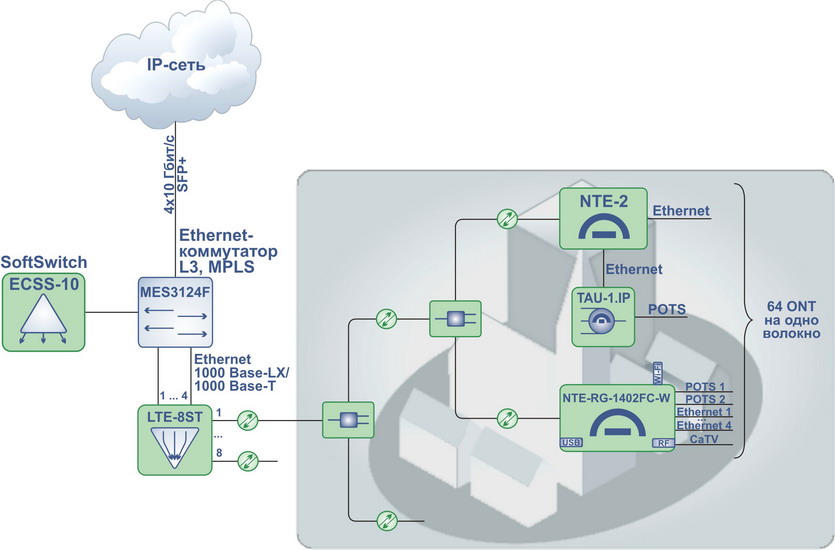 IP-сеть
4x10 Гбит/с
SFP+
Ethernet-
коммутатор
L3, MPLS
SoftSwitch
ECSS-10
MES3124F
Ethernet
1000 Base-LX/
1000 Base-T
1 ... 4
LTE-8ST
1
...
8
NTE-2
Ethernet
Ethernet
TAU-1.IP
POTS
64 ONT
на одно
волокно
Wi-Fi
NTE-RG-1402FC-W
POTS 1
POTS 2
Ethernet 1
...
Ethernet 4
CaTV
USB
RF